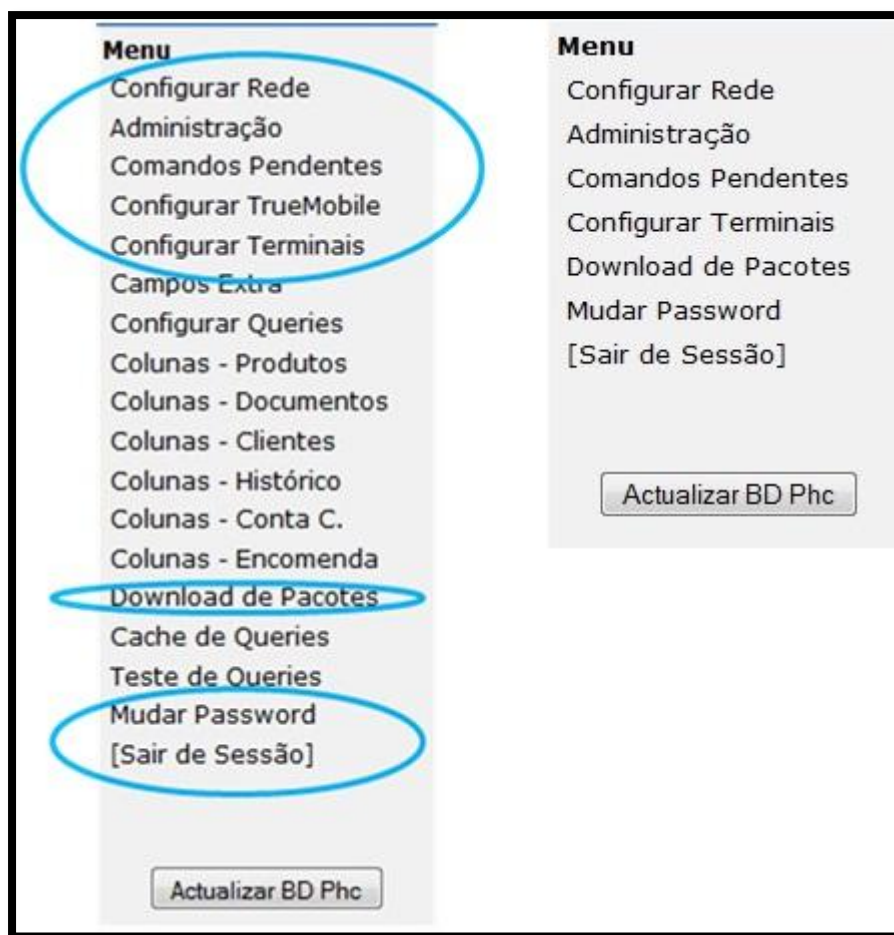 Menu
Configurar Rede
Administração
Comandos Pendentes
Configurar TrueMobile
Configurar Terminais
Campos Extra
Configurar Queries
Colunas - Produtos
Colunas - Documentos
Colunas - Clientes
Colunas - Histórico
Colunas - Conta C.
Colunas - Encomenda
Download de Pacotes
Cache de Queries
Teste de Queries
Mudar Password
[Sair de Sessão]
Actualizar BD Phc
Menu
Configurar Rede
Administração
Comandos Pendentes
Configurar Terminais
Download de Pacotes
Mudar Password
[Sair de Sessão]
Actualizar BD Phc